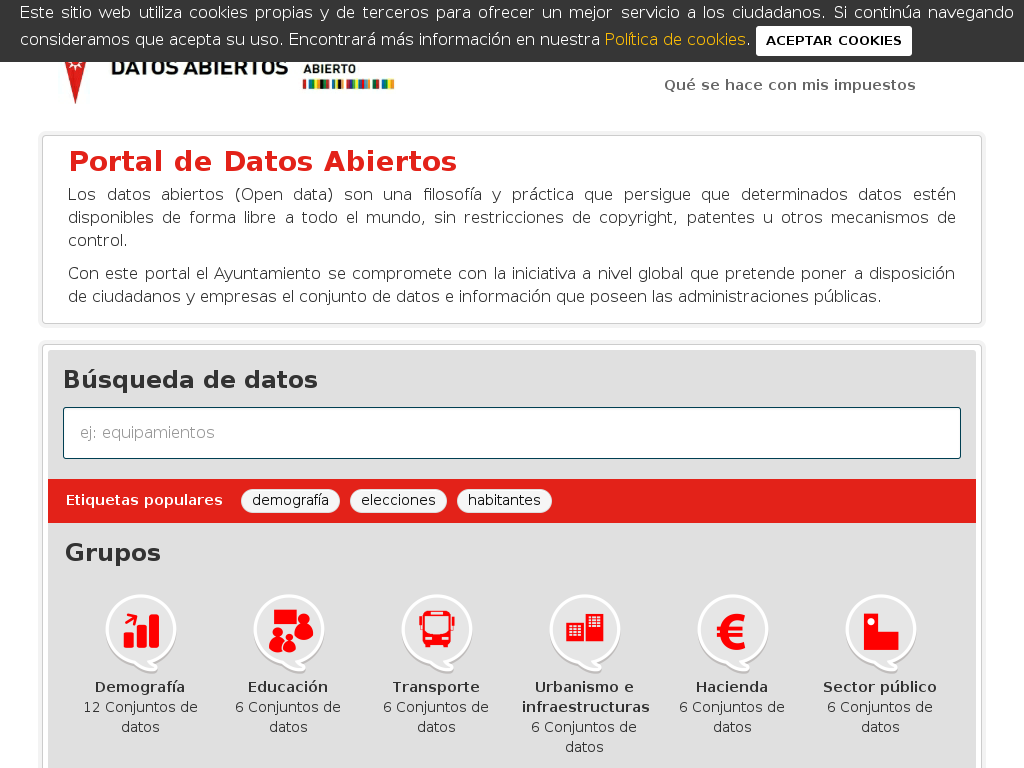 Este sitio web utiliza cookies propias y de terceros para ofrecer un mejor servicio a los ciudadanos. Si continúa navegando
consideramos que acepta su uso. Encontrará más información en nuestra Política de cookies. ACEPTAR COOKIES
DATOS ABIERTOS
ABIERTO
Qué se hace con mis impuestos
Portal de Datos Abiertos
Los datos abiertos (Open data) son una filosofía y práctica que persigue que determinados datos estén
disponibles de forma libre a todo el mundo, sin restricciones de copyright, patentes u otros mecanismos de
control.
Con este portal el Ayuntamiento se compromete con la iniciativa a nivel global que pretende poner a disposición
de ciudadanos y empresas el conjunto de datos e información que poseen las administraciones públicas.
Búsqueda de datos
ej: equipamientos
Etiquetas populares demografía elecciones habitantes
Grupos
Demografía
12 Conjuntos de
datos
Educación
6 Conjuntos de
datos
Transporte
6 Conjuntos de
datos
Urbanismo e
infraestructuras
6 Conjuntos de
datos
Hacienda
6 Conjuntos de
datos
Sector público
6 Conjuntos de
datos